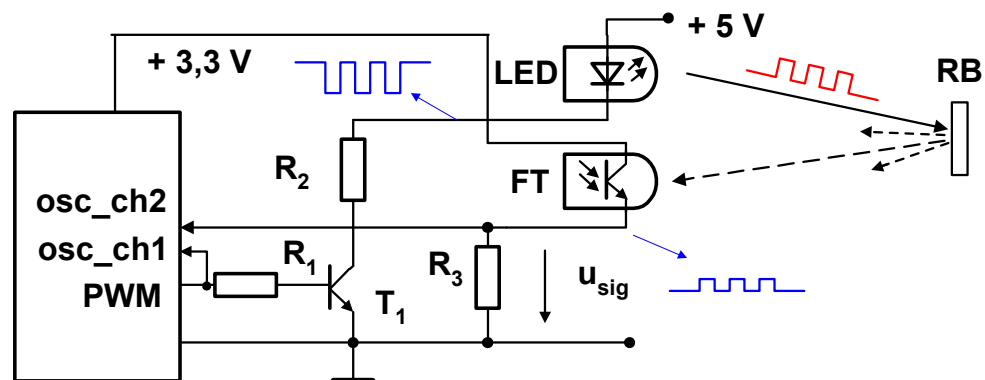 + 5 V
+ 3,3 V
LED
RB
R2
FT
osc_ch2
osc_ch1
R1
R3
usig
PWM
T1